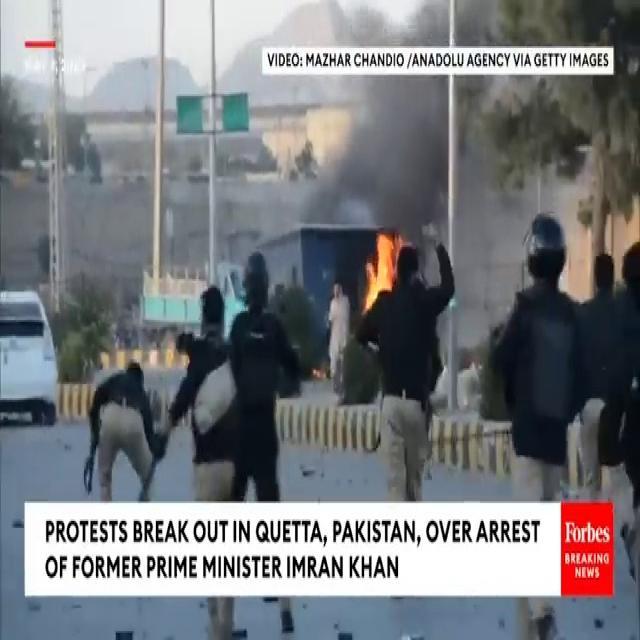 VIDEO: MAZHAR CHANDIO /ANADOLU AGENCY VIA GETTY IMAGES
PROTESTS BREAK OUT IN QUETTA, PAKISTAN, OVER ARREST
OF FORMER PRIME MINISTER IMRAN KHAN
Forbes
BREAKING
NEWS